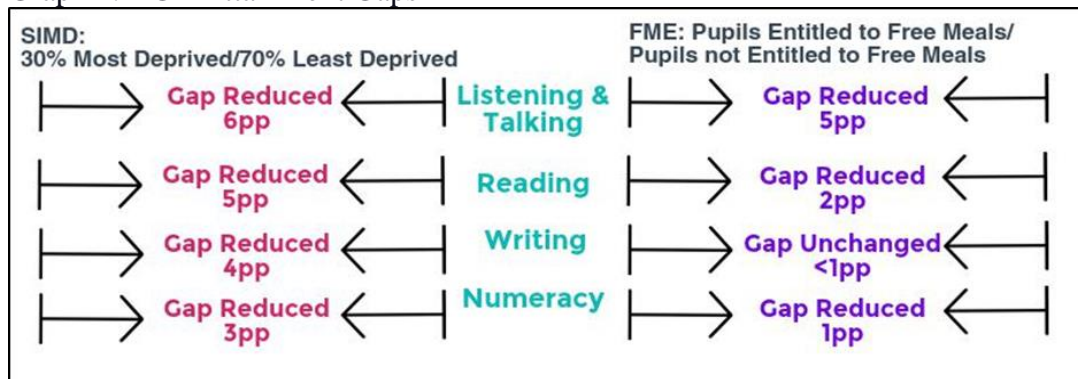 SIMD:
30% Most Deprived/70% Least Deprived
FME: Pupils Entitled to Free Meals/
Pupils not Entitled to Free Meals
Gap Reduced
6pp
Listening &
Talking
Gap Reduced
5pp
Gap Reduced
5pp
Reading
Gap Reduced
2pp
Gap Reduced
4pp
Writing
Gap Unchanged
<1pp
Gap Reduced
3pp
Numeracy
Gap Reduced
1pp